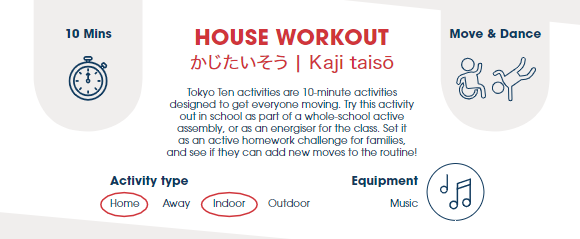 10 Mins
HOUSE WORKOUT
Move & Dance
かじたいそう | Kaji taisō
Tokyo Ten activities are 10-minute activities
designed to get everyone moving. Try this activity
out in school as part of a whole-school active
assembly, or as an energiser for the class. Set it
as an active homework challenge for families,
and see if they can add new moves to the routine!
Activity type
Home Away Indoor Outdoor
Equipment
Music